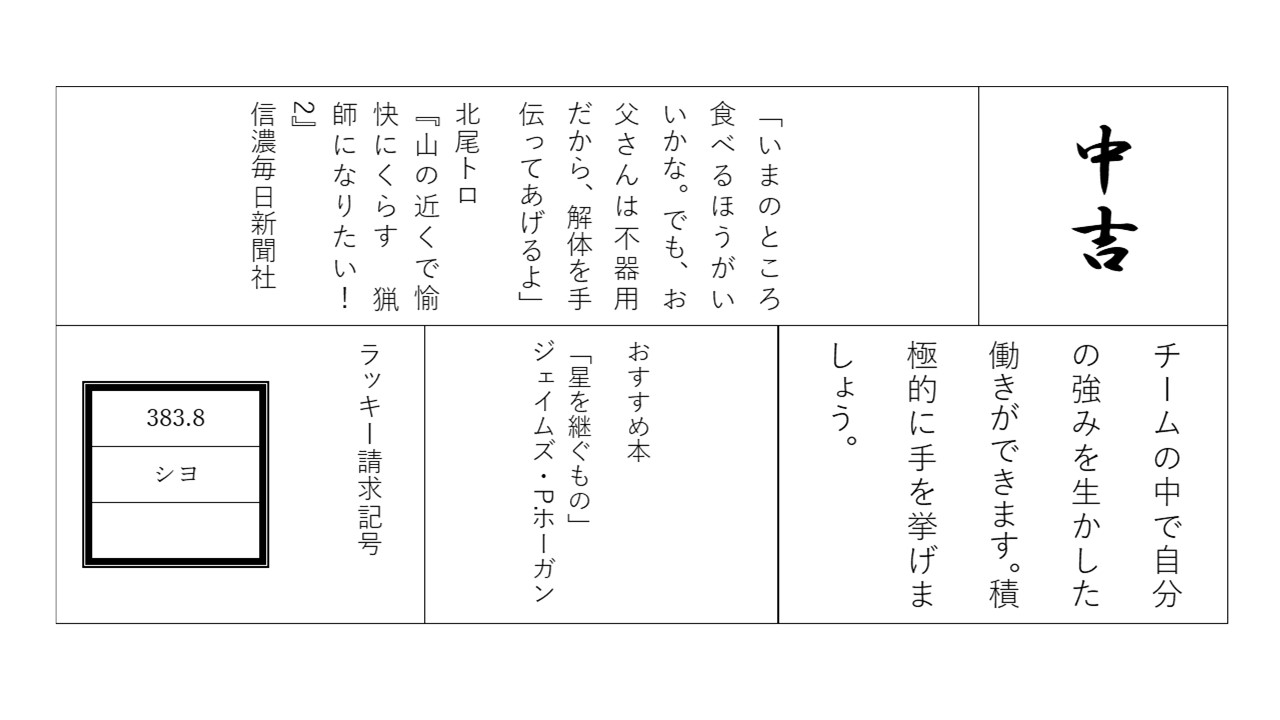 中吉
「いまのところ
食べるほうがい
いかな。でも、お
父さんは不器用
だから、解体を手
伝ってあげるよ」
北尾トロ
『山の近くで愉
快にくらす　猟
師になりたい！
2』
信濃毎日新聞社
チームの中で自分
の強みを生かした
働きができます。積
極的に手を挙げま
しょう。
おすすめ本
「星を継ぐもの」
ジェイムズ・P.ホーガン
ラッキー請求記号
383.8
シヨ